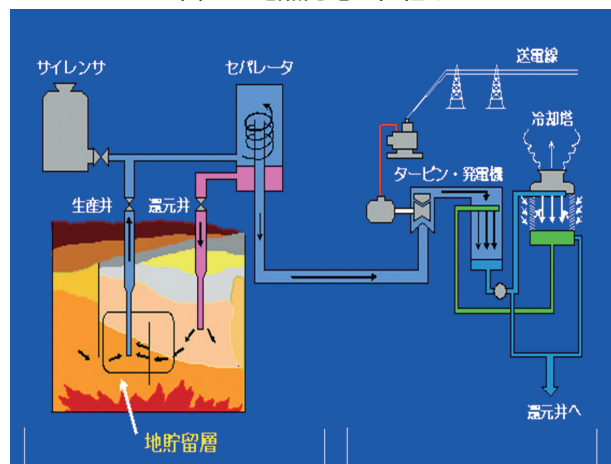 サイレンサ
セパレータ
送電線
冷却塔
タービン・発電機
生産井
還元井
還元井へ
地貯留層